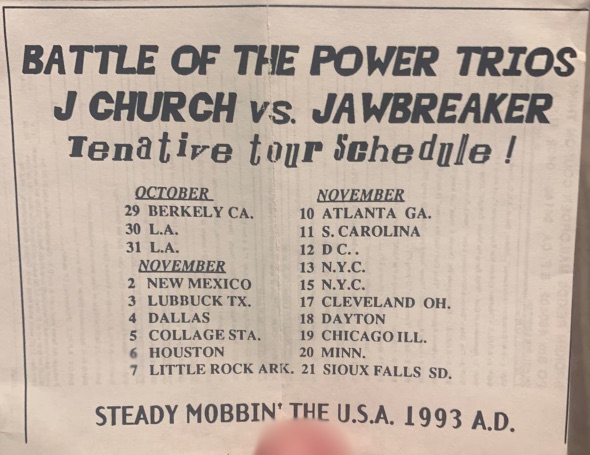 BATTLE OF THE POWER TRIOS
J CHURCH VS. JAWBREAKER
Tenative tour Schedule !
OCTOBER
29 BERKELY CA.
30 L.A.
31 L.A.
NOVEMBER
2 NEW MEXICO
3 LUBBUCK TX.
4 DALLAS
5 COLLAGE STA.
6 HOUSTON
7 LITTLE ROCK ARK.
NOVEMBER
10 ATLANTA GA.
11 S. CAROLINA
12 D C. .
13 N.Y.C.
15 N.Y.C.
17 CLEVELAND OH.
18 DAYTON
19 CHICAGO ILL.
20 MINN.
21 SIOUX FALLS SD.
STEADY MOBBIN' THE U.S.A. 1993 A.D.